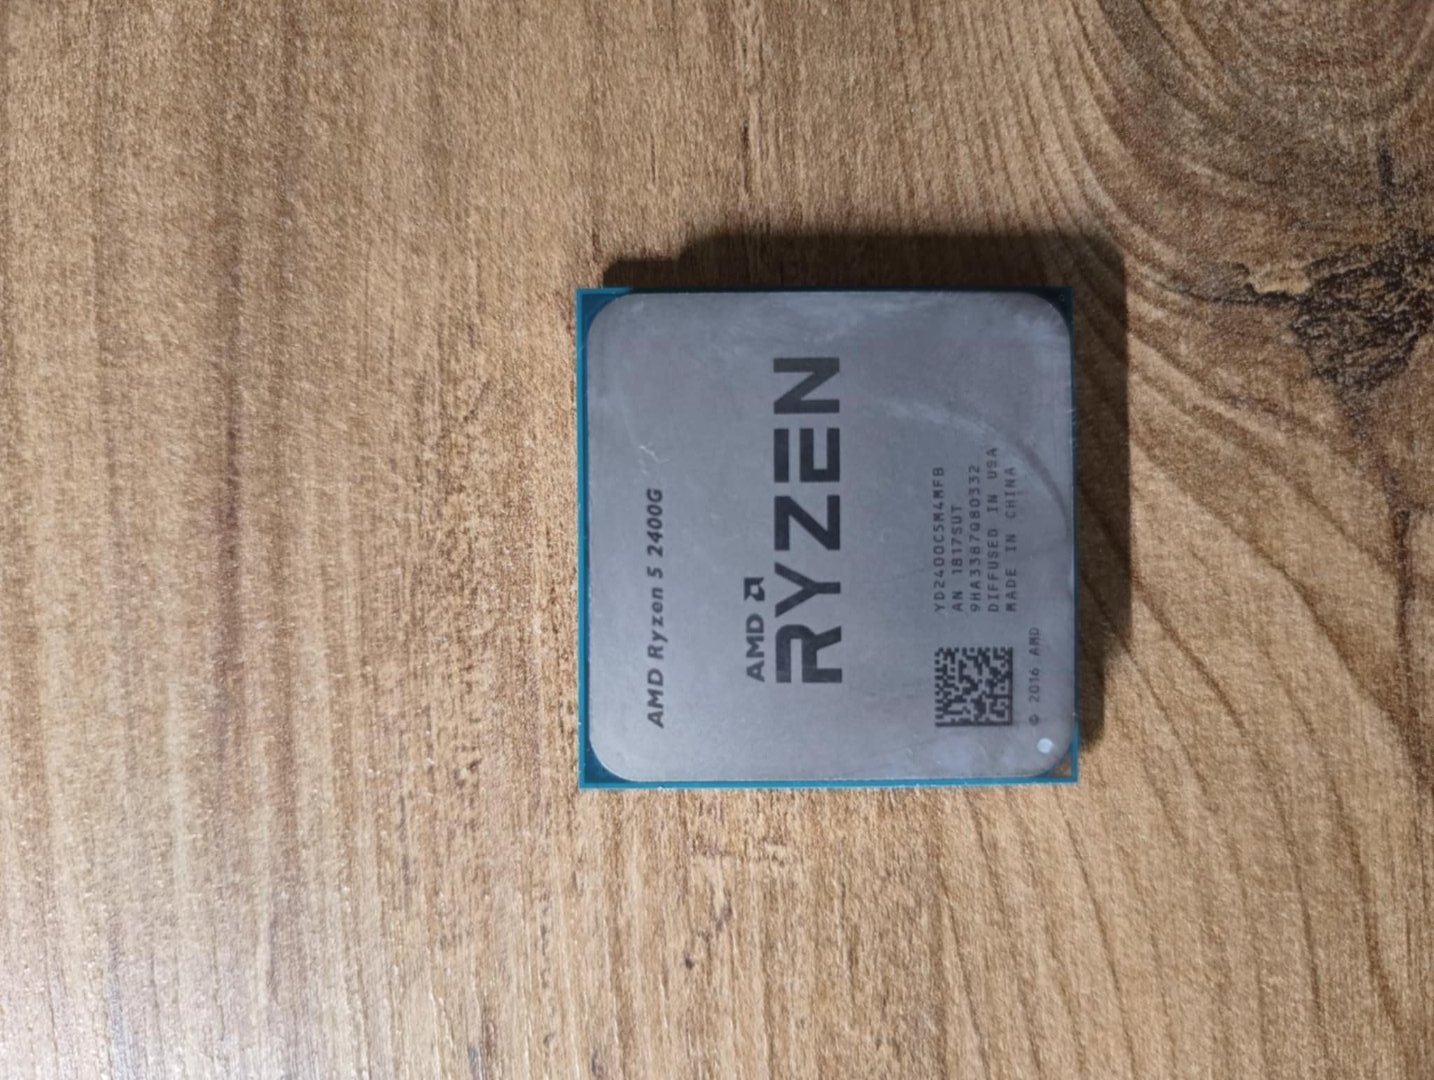 AMD Ryzen 5 2400G
AMD
RYZEN
YD2400C5M4MFB
AN 1817SUT
9HA3387Q80332
DIFFUSED IN USA
MADE IN CHINA
© 2016 AMD